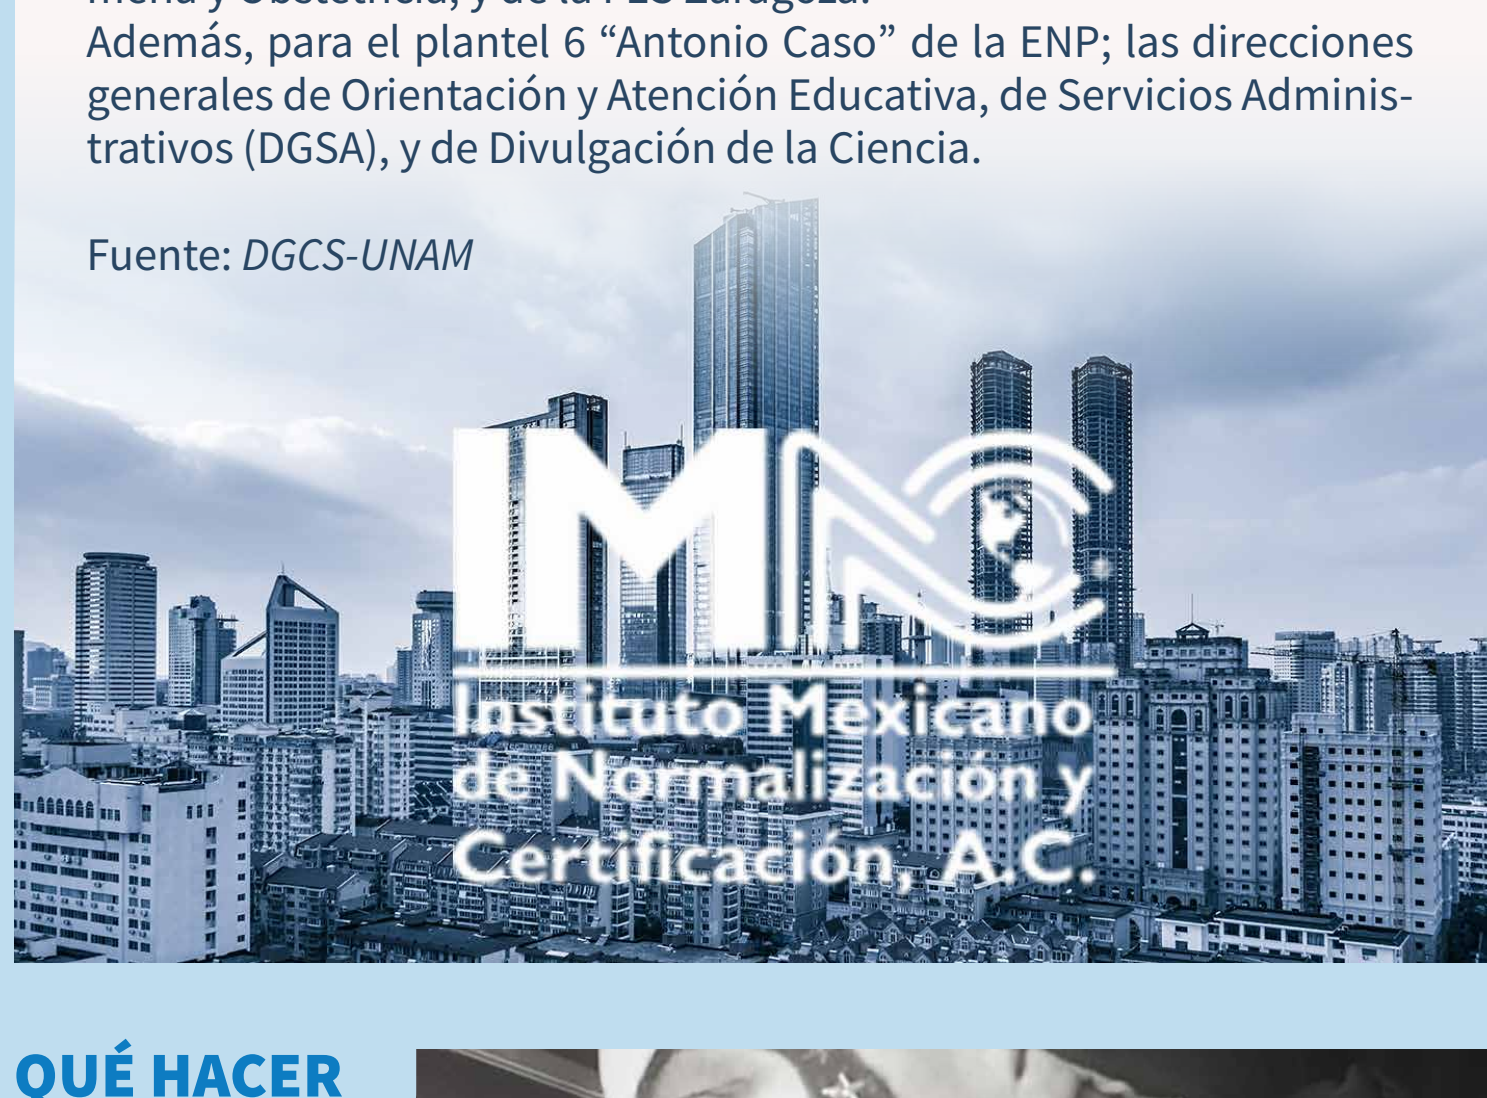 Además, para el plantel 6 “Antonio Caso” de la ENP; las direcciones
generales de Orientación y Atención Educativa, de Servicios Adminis-
trativos (DGSA), y de Divulgación de la Ciencia.
Fuente: DGCS-UNAM
IMNC
Instituto Mexicano
de Normalización y
Certificación, A.C.
QUÉ HACER